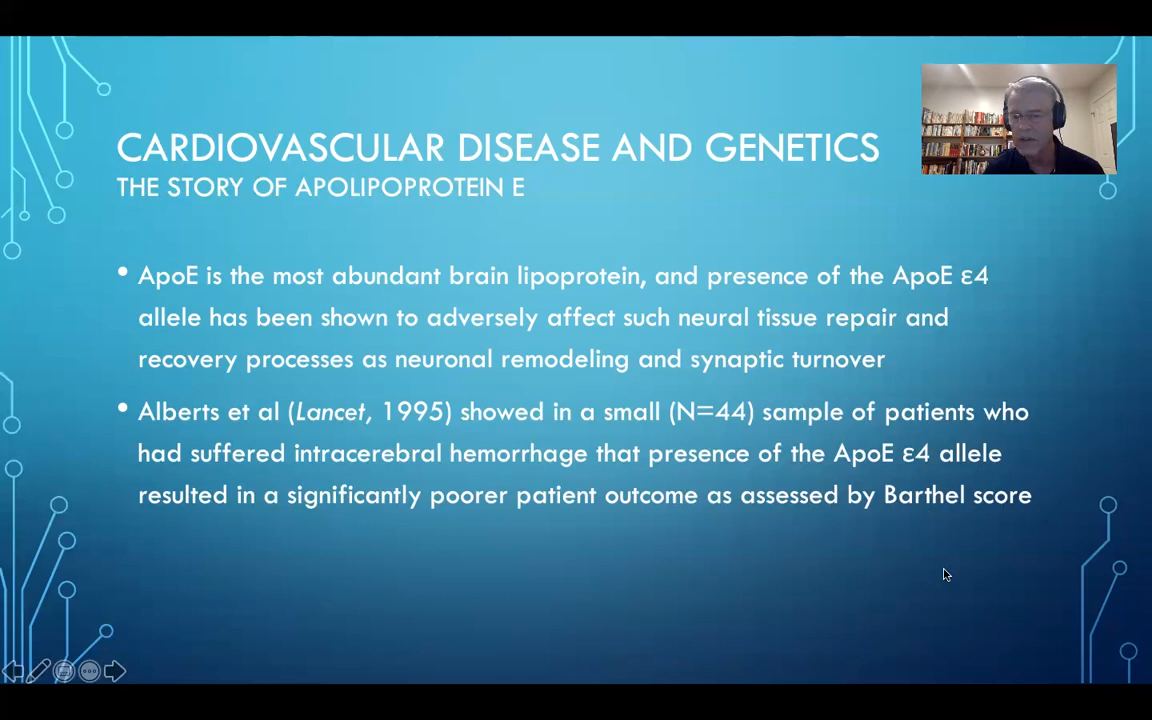 CARDIOVASCULAR DISEASE AND GENETICS
THE STORY OF APOLIPOPROTEIN E
• ApoE is the most abundant brain lipoprotein, and presence of the ApoE ε4
allele has been shown to adversely affect such neural tissue repair and
recovery processes as neuronal remodeling and synaptic turnover
• Alberts et al (Lancet, 1995) showed in a small (N=44) sample of patients who
had suffered intracerebral hemorrhage that presence of the ApoE ε4 allele
resulted in a significantly poorer patient outcome as assessed by Barthel score